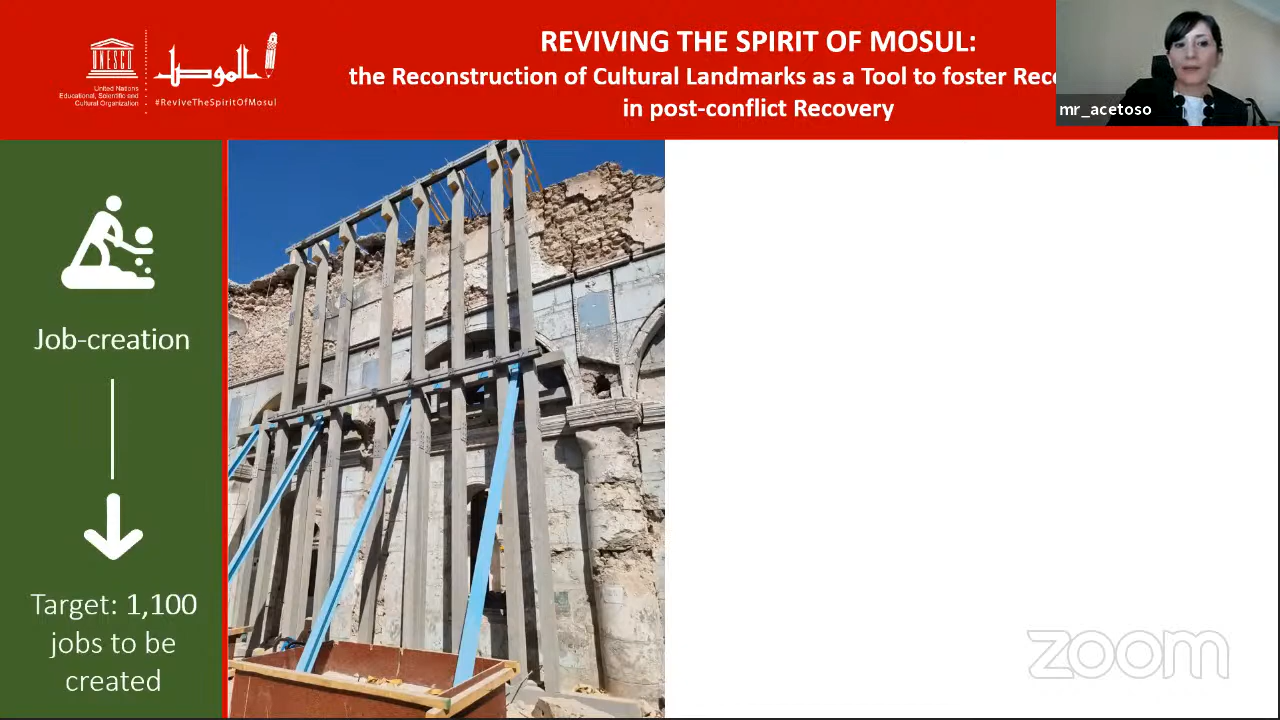 UNESCO
United Nations
Educational, Scientific and
Cultural Organization
الموصل
#ReviveTheSpiritOfMosul
REVIVING THE SPIRIT OF MOSUL:
the Reconstruction of Cultural Landmarks as a Tool to foster Rec
in post-conflict Recovery
mr_acetoso
Job-creation
Target: 1,100
jobs to be
created
zoom